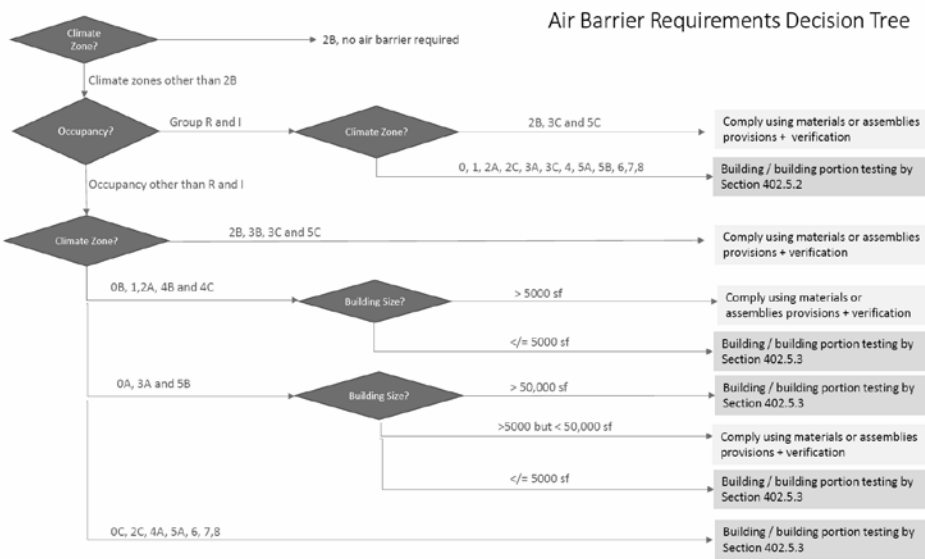 Air Barrier Requirements Decision Tree
Climate
Zone?
2B, no air barrier required
Climate zones other than 2B
Occupancy?
Group R and I
Climate Zone?
2B, 3C and 5C
Comply using materials or assemblies
provisions + verification
0, 1, 2A, 2C, 3A, 3C, 4, 5A, 5B, 6,7,8
Building / building portion testing by
Section 402.5.2
Occupancy other than R and I
Climate Zone?
2B, 3B, 3C and 5C
Comply using materials or assemblies
provisions + verification
0B, 1,2A, 4B and 4C
Building Size?
> 5000 sf
Comply using materials or
assemblies provisions + verification
</= 5000 sf
Building / building portion testing by
Section 402.5.3
0A, 3A and 5B
Building Size?
> 50,000 sf
Building / building portion testing by
Section 402.5.3
>5000 but < 50,000 sf
Comply using materials or assemblies
provisions + verification
</= 5000 sf
Building / building portion testing by
Section 402.5.3
0C, 2C, 4A, 5A, 6, 7,8
Building / building portion testing by
Section 402.5.3